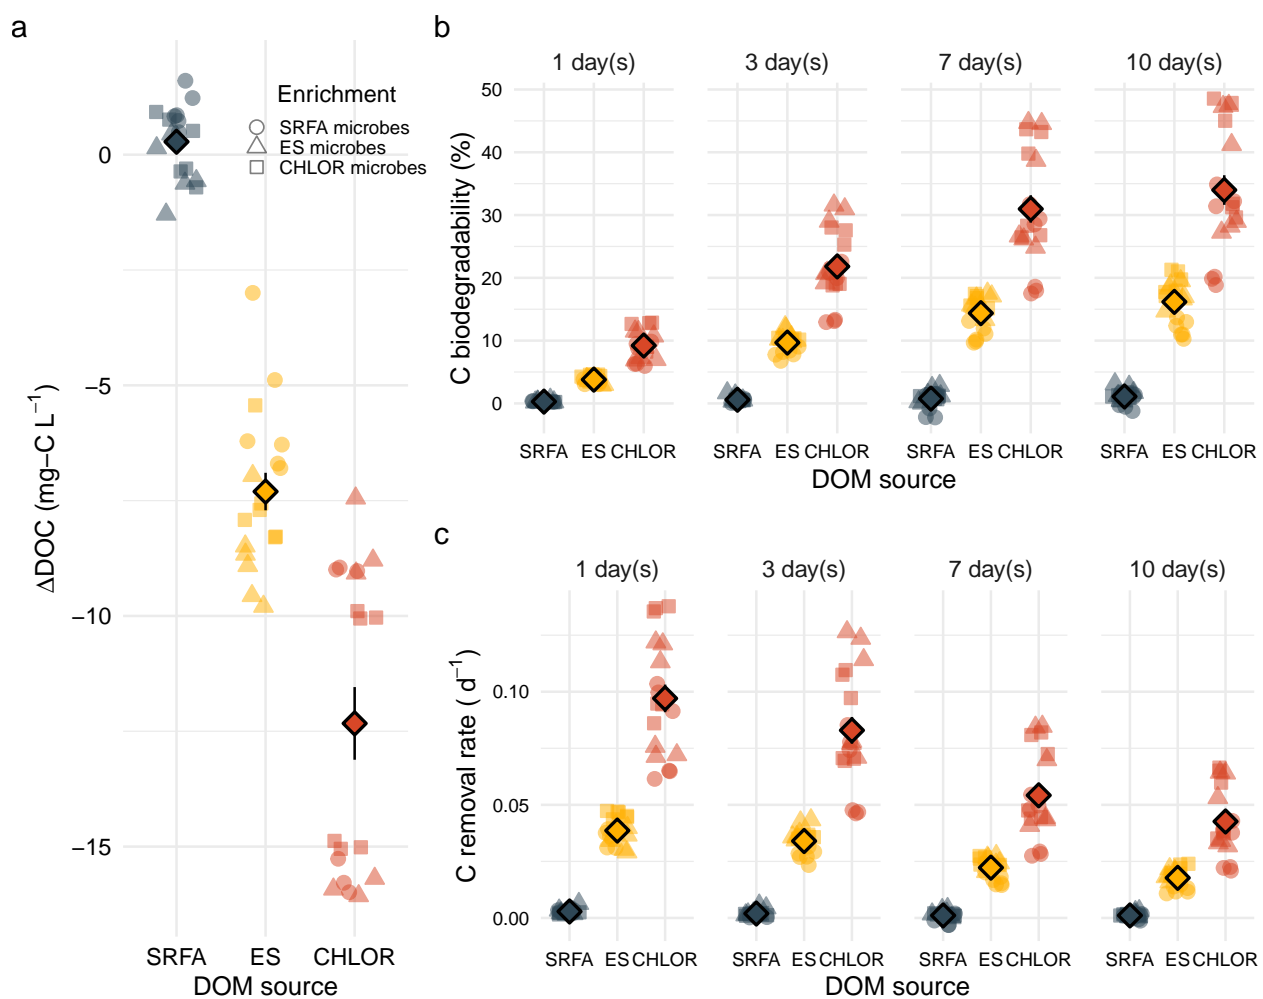 a
Enrichment
SRFA microbes
ES microbes
CHLOR microbes
0
−5
−10
−15
ΔDOC (mg−C L⁻¹)
SRFA ES CHLOR
DOM source
b
1 day(s) 3 day(s) 7 day(s) 10 day(s)
50
40
30
20
10
0
C biodegradability (%)
SRFA ES CHLOR SRFA ES CHLOR SRFA ES CHLOR SRFA ES CHLOR
DOM source
c
1 day(s) 3 day(s) 7 day(s) 10 day(s)
0.10
0.05
0.00
C removal rate ( d⁻¹)
SRFA ES CHLOR SRFA ES CHLOR SRFA ES CHLOR SRFA ES CHLOR
DOM source